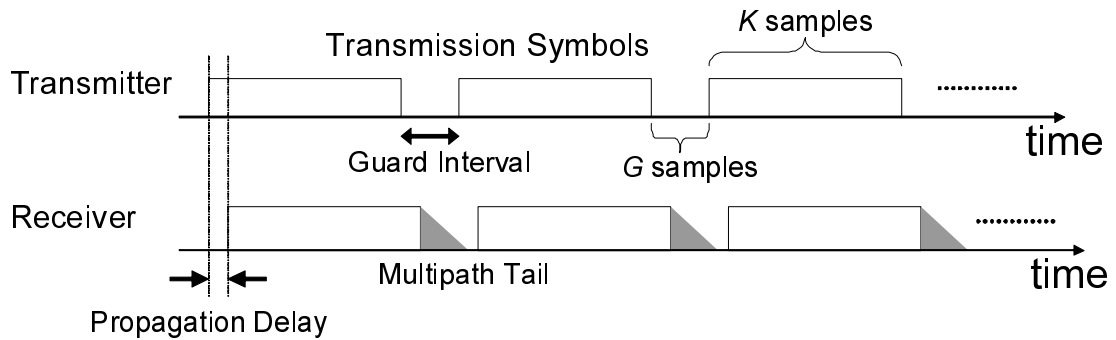 K samples
Transmission Symbols
Transmitter
time
Guard Interval
G samples
Receiver
Multipath Tail
time
Propagation Delay